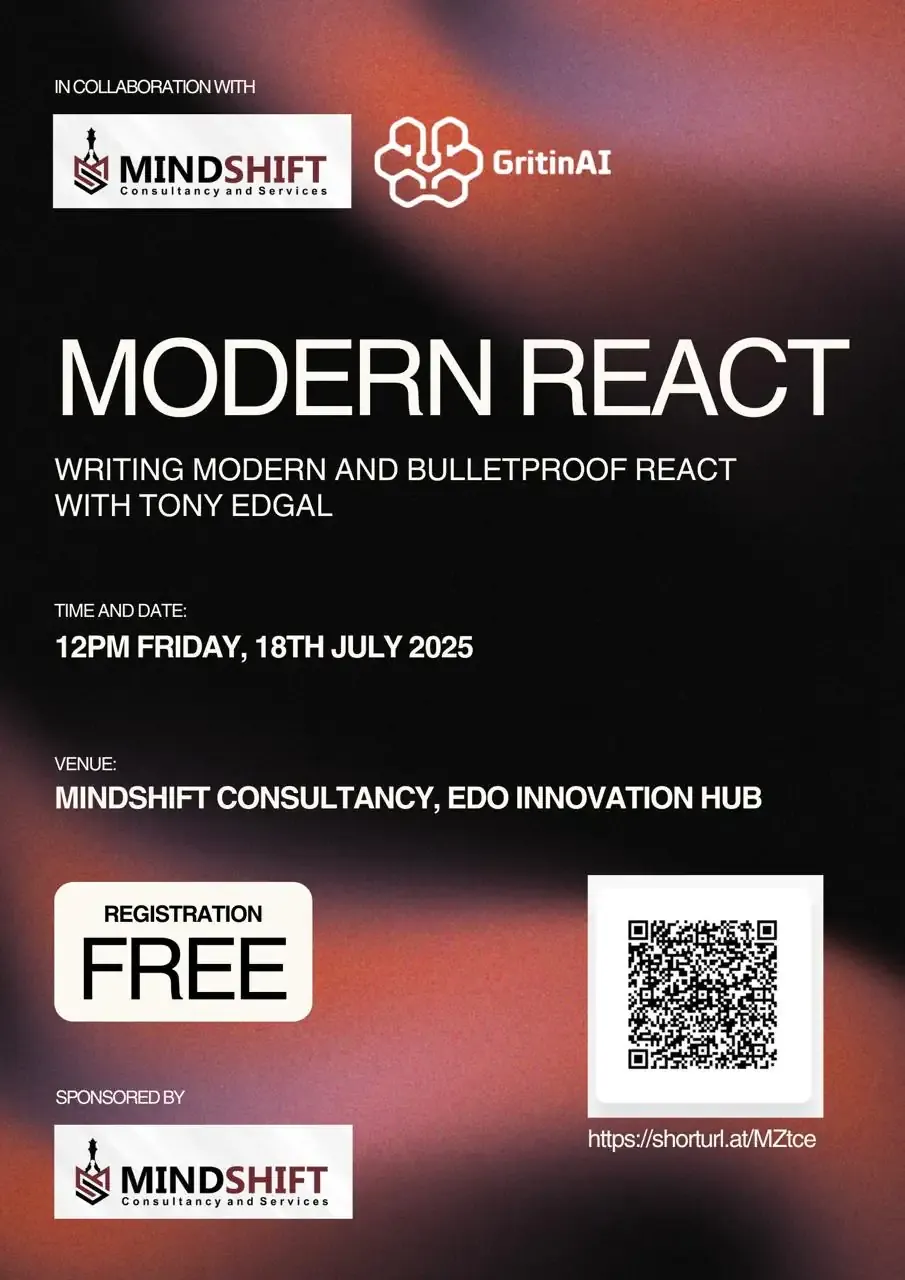 IN COLLABORATION WITH
MINDSHIFT
Consultancy and Services
GritinAI
MODERN REACT
WRITING MODERN AND BULLETPROOF REACT
WITH TONY EDGAL
TIME AND DATE:
12PM FRIDAY, 18TH JULY 2025
VENUE:
MINDSHIFT CONSULTANCY, EDO INNOVATION HUB
REGISTRATION
FREE
https://shorturl.at/MZtce
SPONSORED BY
MINDSHIFT
Consultancy and Services